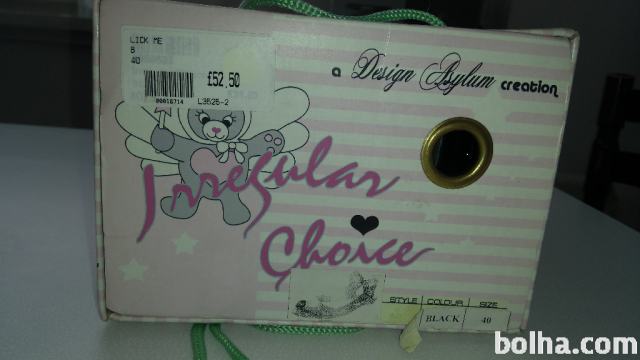 LICK ME
B
40
£52.50
00016714 L3525-2
a Design Asylum creation
Irregular
Choice
STYLE COLOUR SIZE
BLACK 40
bolha.com